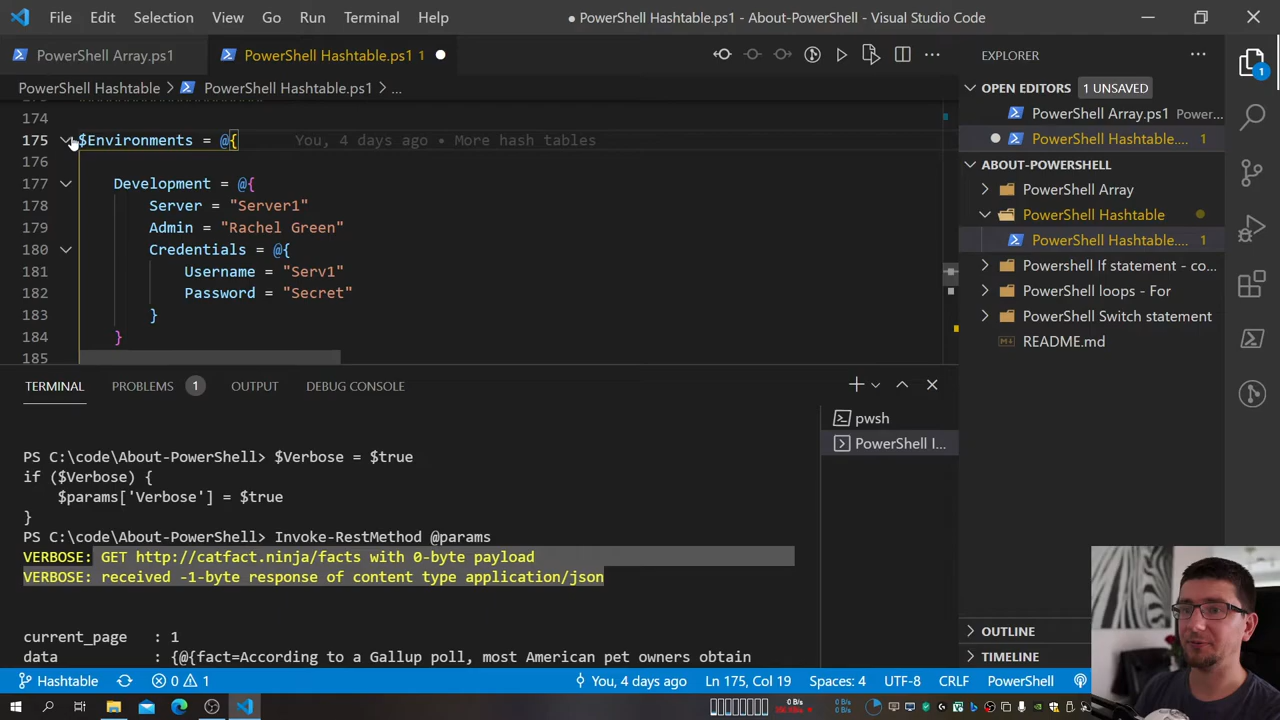 File Edit Selection View Go Run Terminal Help
● PowerShell Hashtable.ps1 - About-PowerShell - Visual Studio Code
PowerShell Array.ps1
PowerShell Hashtable.ps1 1
PowerShell Hashtable > PowerShell Hashtable.ps1 > ...
174
175 $Environments = @{ You, 4 days ago • More hash tables
176
177 Development = @{
178 Server = "Server1"
179 Admin = "Rachel Green"
180 Credentials = @{
181 Username = "Serv1"
182 Password = "Secret"
183 }
184 }
185
TERMINAL PROBLEMS 1 OUTPUT DEBUG CONSOLE
PS C:\code\About-PowerShell> $Verbose = $true
if ($Verbose) {
$params['Verbose'] = $true
}
PS C:\code\About-PowerShell> Invoke-RestMethod @params
VERBOSE: GET http://catfact.ninja/facts with 0-byte payload
VERBOSE: received -1-byte response of content type application/json
current_page : 1
data : {@{fact=According to a Gallup poll, most American pet owners obtain
pwsh
PowerShell I...
EXPLORER
OPEN EDITORS 1 UNSAVED
PowerShell Array.ps1 Power...
PowerShell Hashtable.... 1
ABOUT-POWERSHELL
PowerShell Array
PowerShell Hashtable
PowerShell Hashtable.... 1
Powershell If statement - co...
PowerShell loops - For
PowerShell Switch statement
README.md
OUTLINE
TIMELINE
1
Hashtable 0 1 You, 4 days ago Ln 175, Col 19 Spaces: 4 UTF-8 CRLF PowerShell
0 B/s
0 B/s
0 B/s
0 B/s